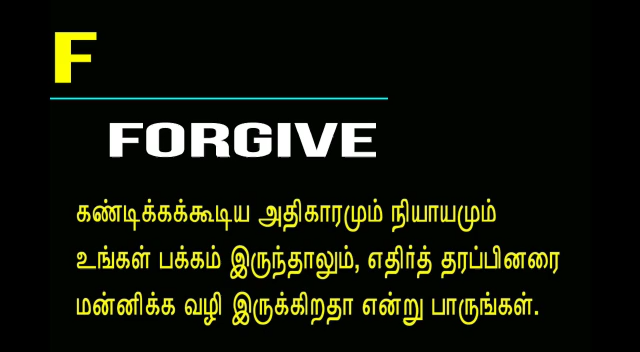 F
FORGIVE
கண்டிக்கக்கூடிய அதிகாரமும் நியாயமும்
உங்கள் பக்கம் இருந்தாலும், எதிர்த் தரப்பினரை
மன்னிக்க வழி இருக்கிறதா என்று பாருங்கள்.